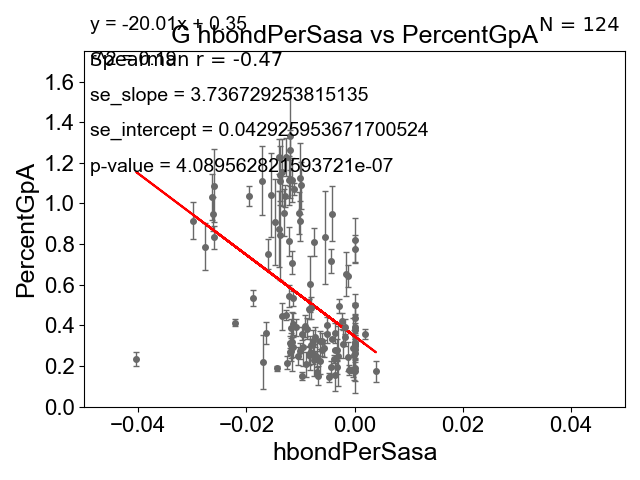 y = -20.01x + 0.35
N = 124
G hbondPerSasa vs PercentGpA
Spearman r = -0.47
se_slope = 3.736729253815135
se_intercept = 0.042925953671700524
p-value = 4.089562821593721e-07
PercentGpA
1.6
1.4
1.2
1.0
0.8
0.6
0.4
0.2
0.0
−0.04 −0.02 0.00 0.02 0.04
hbondPerSasa